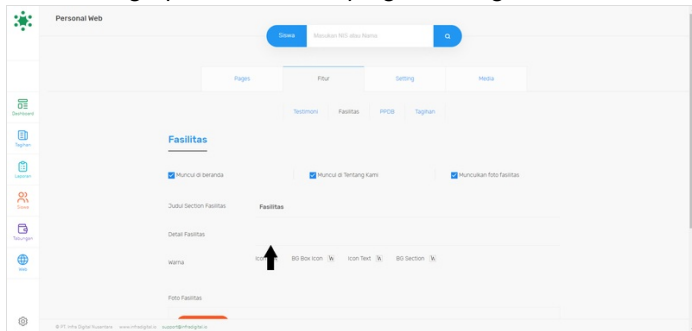 Personal Web
Siswa Masukan NIS atau Nama
Pages Fitur Setting Media
Testimoni Fasilitas PPDB Tagihan
Dashboard
Tagihan
Laporan
Siswa
Tabungan
Web
Fasilitas
Muncul di beranda Muncul di Tentang Kami Munculkan foto fasilitas
Judul Section Fasilitas Fasilitas
Detail Fasilitas
Warna BG Box Icon Icon Text BG Section
Foto Fasilitas
© PT. Infra Digital Nusantara www.infradigital.io support@infradigital.io